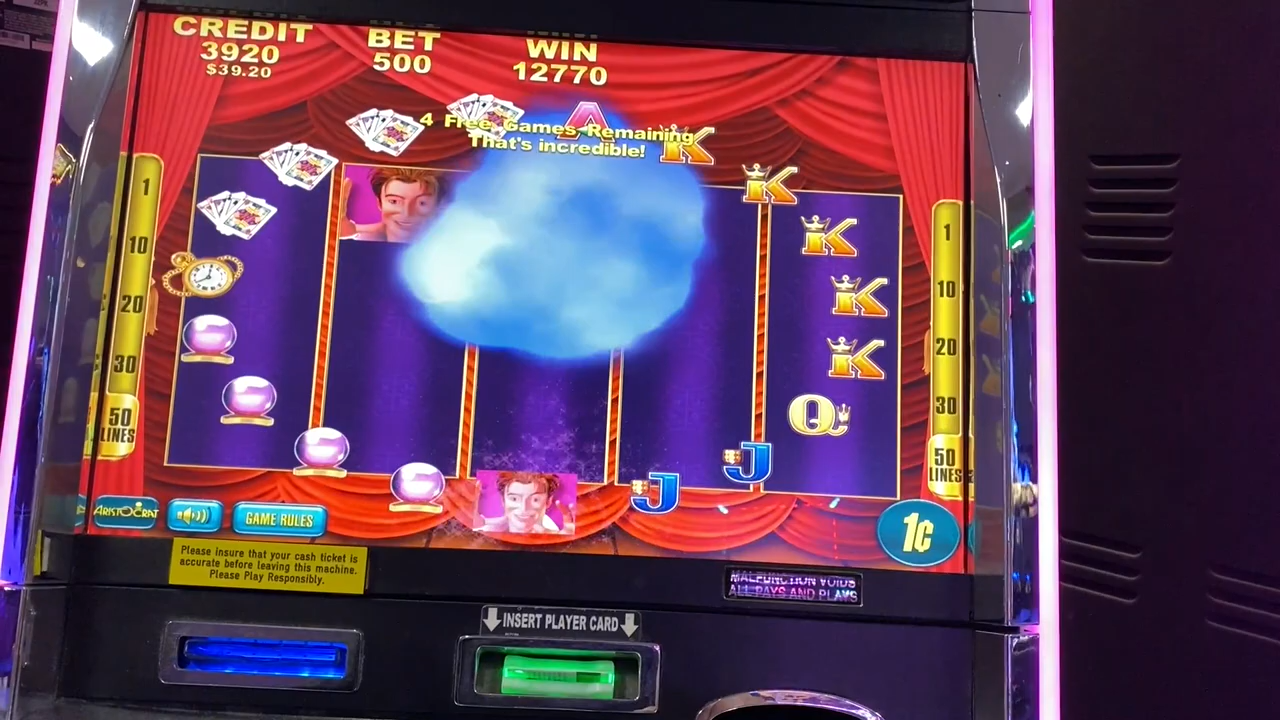 CREDIT
3920
$39.20
BET
500
WIN
12770
4 Free Games Remaining
That's incredible!
A
K
K
K
K
K
Q
J
J
1
10
20
30
50
LINES
1
10
20
30
50
LINES
ARISTOCRAT
GAME RULES
1¢
Please insure that your cash ticket is
accurate before leaving this machine.
Please Play Responsibly.
MALFUNCTION VOIDS
ALL PAYS AND PLAYS
INSERT PLAYER CARD